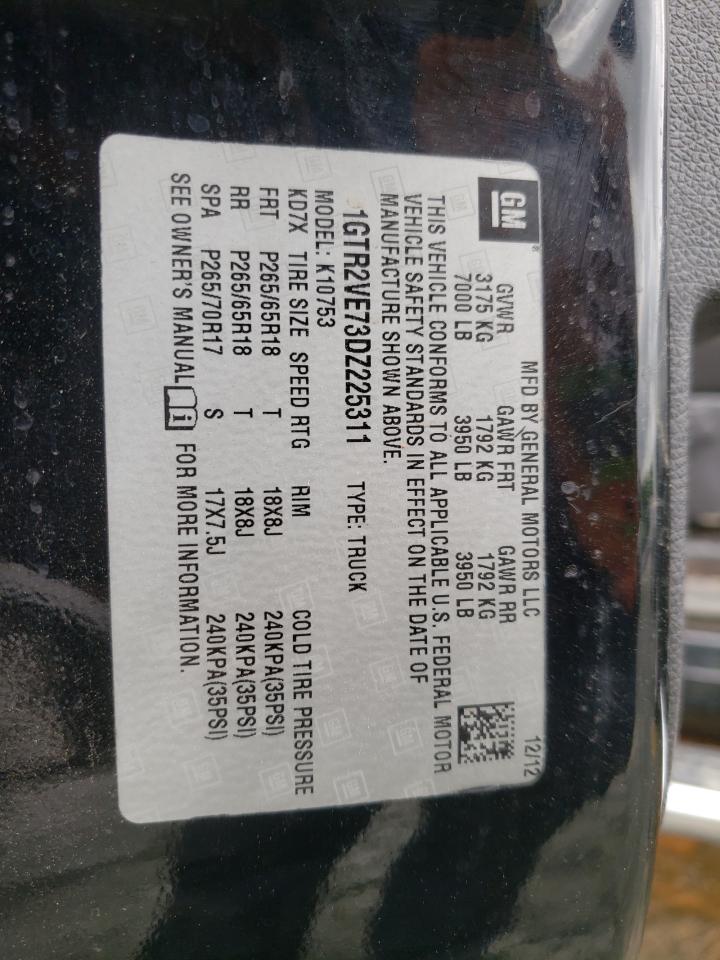 GM®
MFD BY GENERAL MOTORS LLC 12/12
GVWR GAWR FRT GAWR RR
3175 KG 1792 KG 1792 KG
7000 LB 3950 LB 3950 LB
THIS VEHICLE CONFORMS TO ALL APPLICABLE U.S. FEDERAL MOTOR
VEHICLE SAFETY STANDARDS IN EFFECT ON THE DATE OF
MANUFACTURE SHOWN ABOVE.
1GTR2VE73DZ225311 TYPE: TRUCK
MODEL: K10753
KD7X TIRE SIZE SPEED RTG RIM COLD TIRE PRESSURE
FRT P265/65R18 T 18X8J 240KPA(35PSI)
RR P265/65R18 T 18X8J 240KPA(35PSI)
SPA P265/70R17 S 17X7.5J 240KPA(35PSI)
SEE OWNER'S MANUAL i FOR MORE INFORMATION.